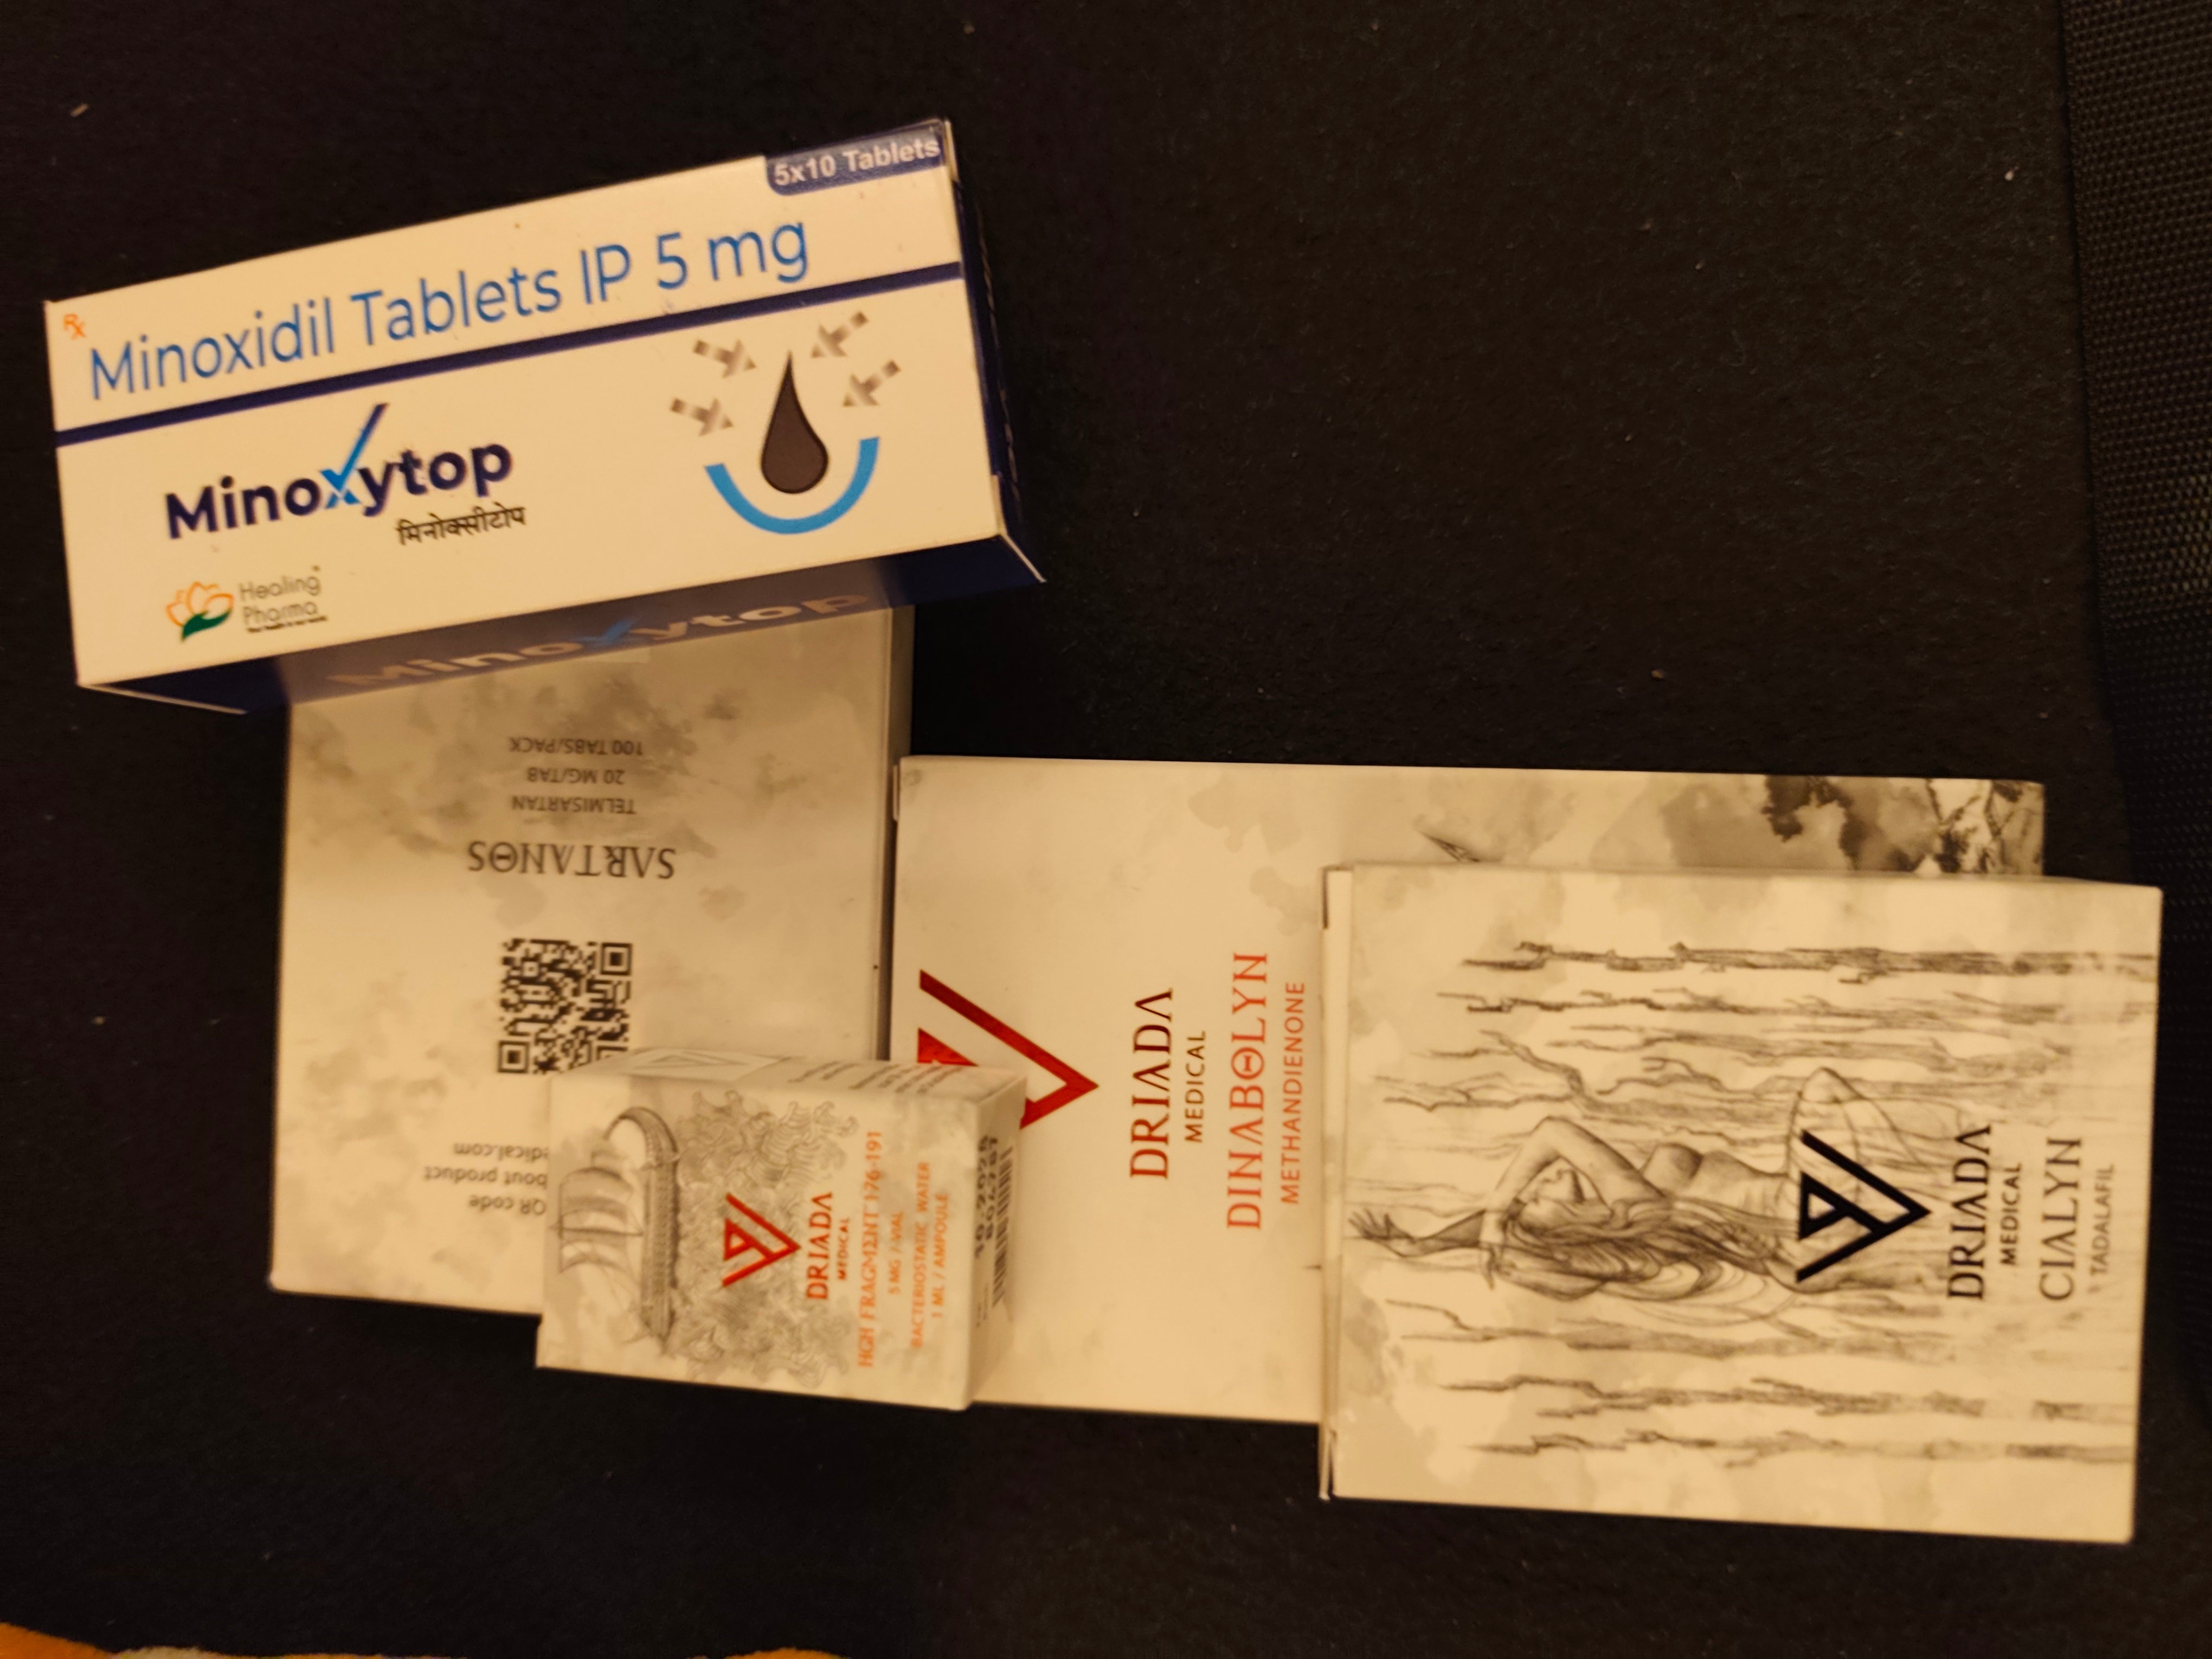 5x10 Tablets
Rx
Minoxidil Tablets IP 5 mg
Minoxytop
मिनोक्सीटोप
Healing
Pharma
Minoxytop
SARTANOS
TELMISARTAN
20 MG/TAB
100 TABS/PACK
QR code
bout product
edical.com
DRIADA
MEDICAL
HGH FRAGMENT 176-191
5 MG / VIAL
BACTERIOSTATIC WATER
1 ML / AMPOULE
DRIADA
MEDICAL
DINABOLYN
METHANDIENONE
DRIADA
MEDICAL
CIALYN
TADALAFIL